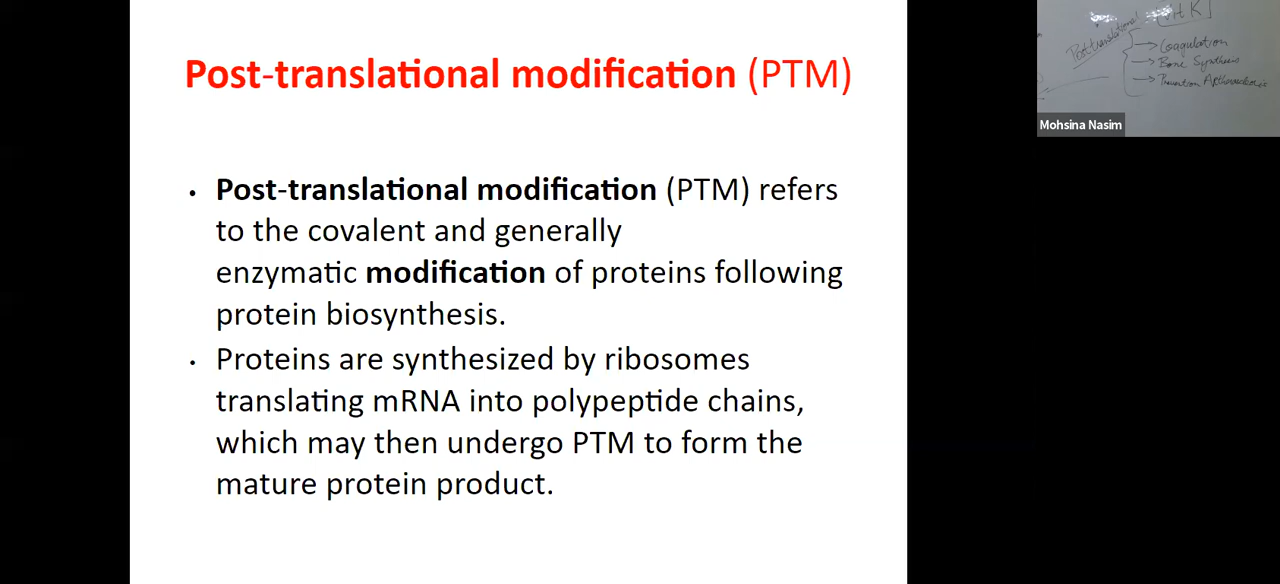 Post-translational modification (PTM)
• Post-translational modification (PTM) refers
to the covalent and generally
enzymatic modification of proteins following
protein biosynthesis.
• Proteins are synthesized by ribosomes
translating mRNA into polypeptide chains,
which may then undergo PTM to form the
mature protein product.
Post translational
→ Coagulation
→ Bone Synthesis
→
Mohsina Nasim